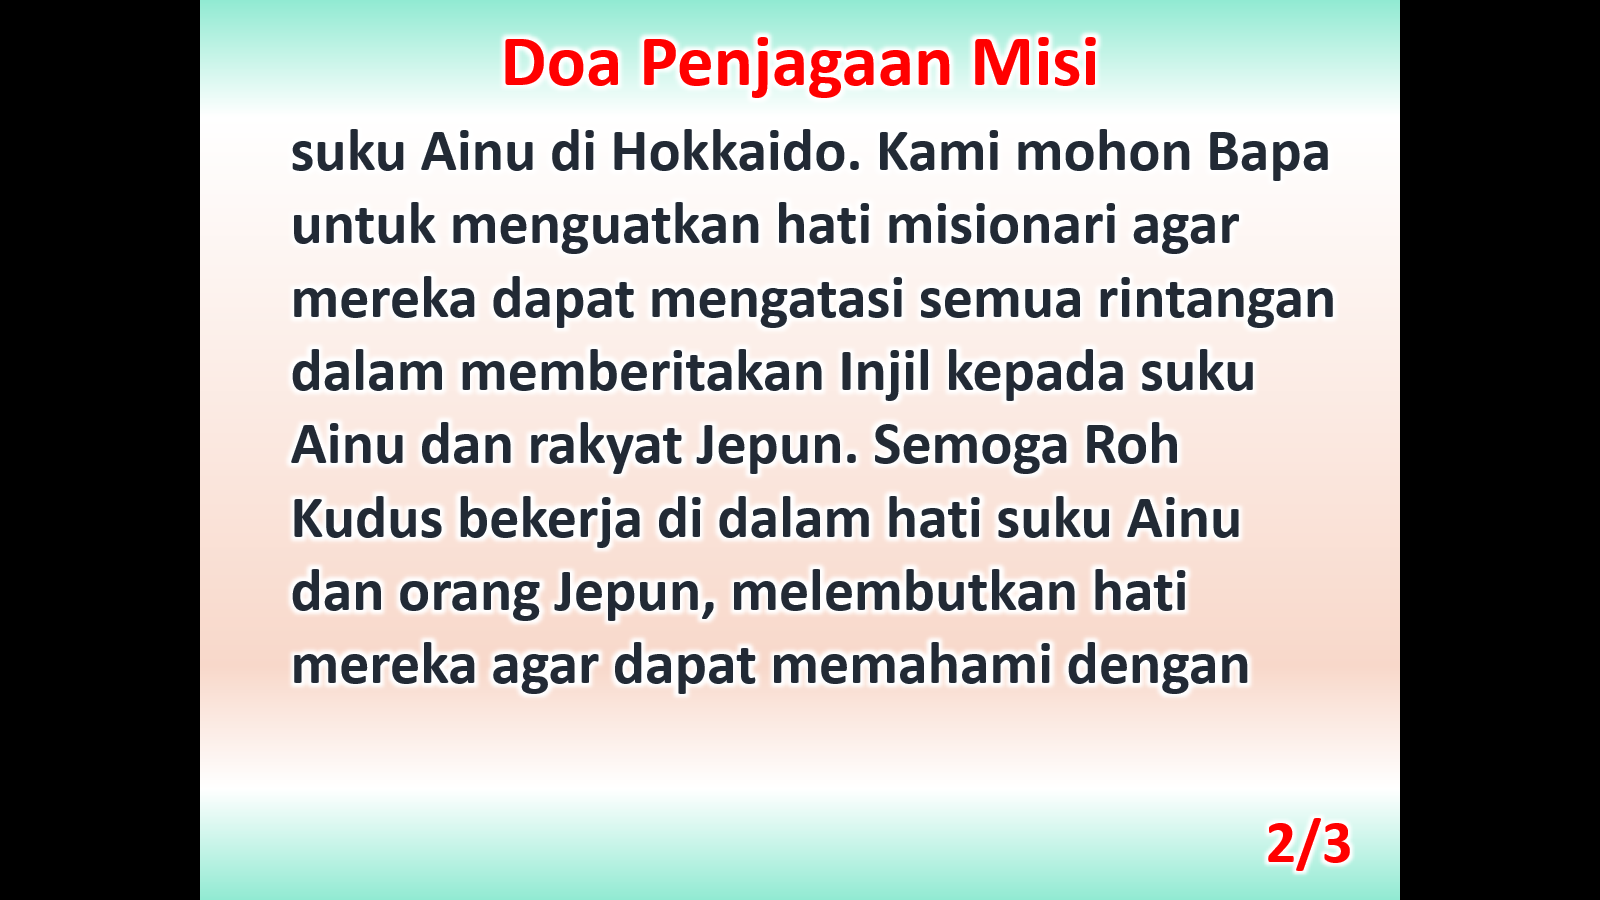 Doa Penjagaan Misi
suku Ainu di Hokkaido. Kami mohon Bapa
untuk menguatkan hati misionari agar
mereka dapat mengatasi semua rintangan
dalam memberitakan Injil kepada suku
Ainu dan rakyat Jepun. Semoga Roh
Kudus bekerja di dalam hati suku Ainu
dan orang Jepun, melembutkan hati
mereka agar dapat memahami dengan
2/3